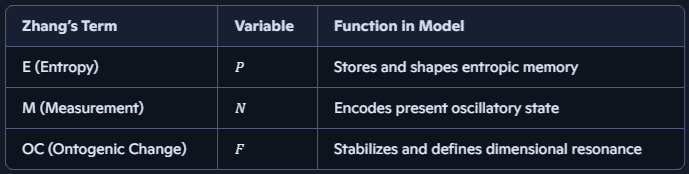 Zhang's Term Variable Function in Model
E (Entropy) P Stores and shapes entropic memory
M (Measurement) N Encodes present oscillatory state
OC (Ontogenic Change) F Stabilizes and defines dimensional resonance